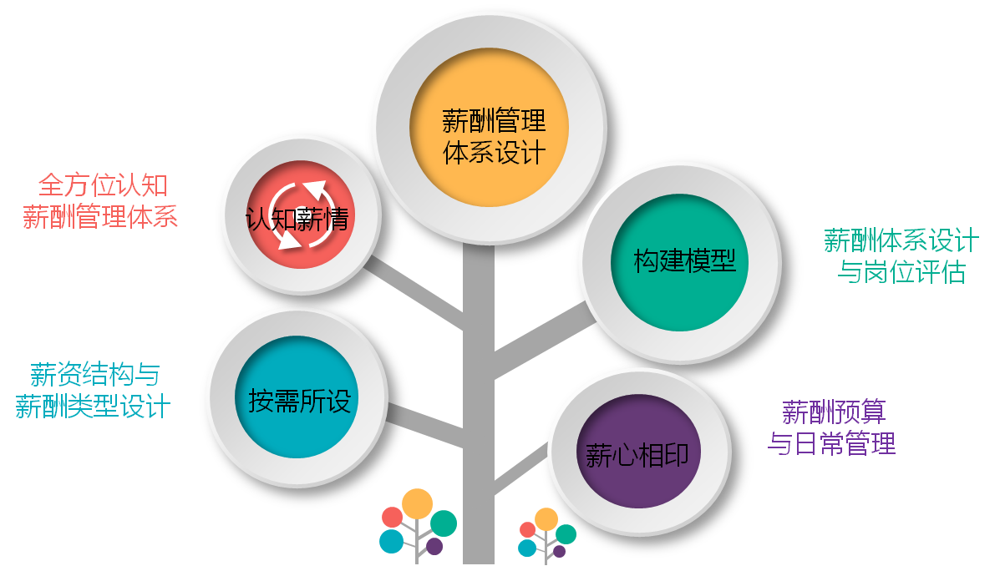 薪酬管理
体系设计
全方位认知
薪酬管理体系
认知薪情
构建模型
薪酬体系设计
与岗位评估
薪资结构与
薪酬类型设计
按需所设
薪心相印
薪酬预算
与日常管理